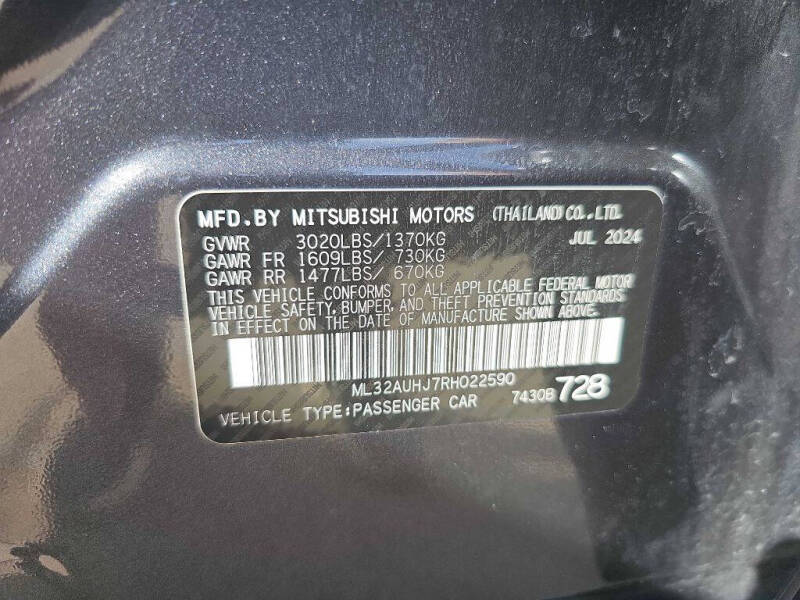 MFD.BY MITSUBISHI MOTORS (THAILAND) CO.,LTD.
GVWR 3020LBS/1370KG JUL 2024
GAWR FR 1609LBS/ 730KG
GAWR RR 1477LBS/ 670KG
THIS VEHICLE CONFORMS TO ALL APPLICABLE FEDERAL MOTOR
VEHICLE SAFETY, BUMPER, AND THEFT PREVENTION STANDARDS
IN EFFECT ON THE DATE OF MANUFACTURE SHOWN ABOVE.
ML32AUHJ7RH022590
VEHICLE TYPE:PASSENGER CAR 7430B 728